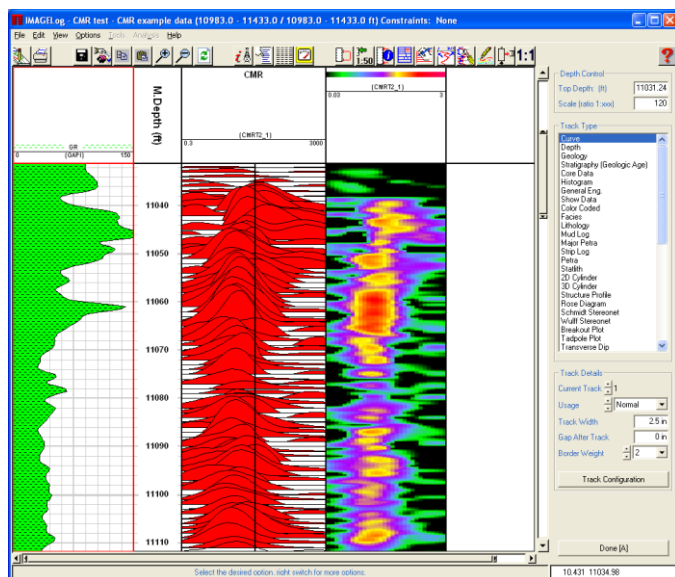 IMAGELog - CMR test - CMR example data (10983.0 - 11433.0 / 10983.0 - 11433.0 ft) Constraints: None
File Edit View Options Tools Analysis Help
1:50
1:1
CMR
GR
0 (GAPI) 150
M.Depth (ft)
(CMRT2_1)
0.3 3000
(CMRT2_1)
0.03 3
11040
11050
11060
11070
11080
11090
11100
11110
Depth Control
Top Depth: (ft) 11031.24
Scale (ratio 1:xxx) 120
Track Type
Curve
Depth
Geology
Stratigraphy (Geologic Age)
Core Data
Histogram
General Eng.
Show Data
Color Coded
Facies
Lithology
Mud Log
Major Petra
Strip Log
Petra
Statlith
2D Cylinder
3D Cylinder
Structure Profile
Rose Diagram
Schmidt Stereonet
Wulff Stereonet
Breakout Plot
Tadpole Plot
Transverse Dip
Track Details
Current Track 1
Usage Normal
Track Width 2.5 in
Gap After Track 0 in
Border Weight 2
Track Configuration
Done [A]
Select the desired option, right switch for more options.
10.431 11034.98